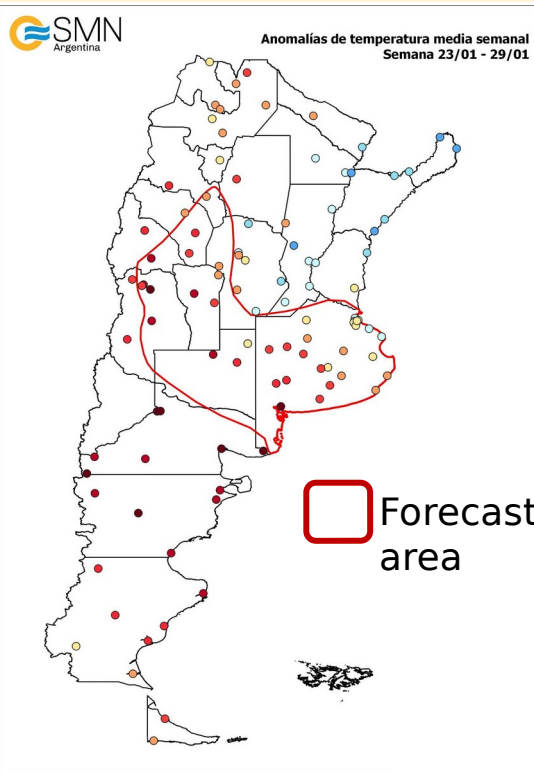 SMN
Argentina
Anomalías de temperatura media semanal
Semana 23/01 - 29/01
Forecast
area